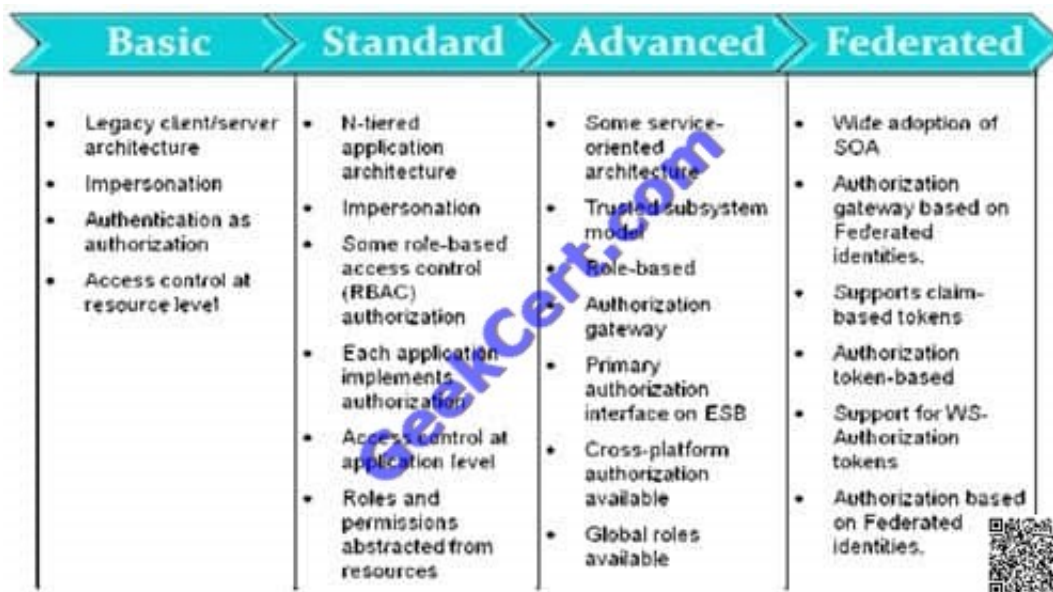 Basic
Standard
Advanced
Federated
• Legacy client/server
architecture
• Impersonation
• Authentication as
authorization
• Access control at
resource level
• N-tiered
application
architecture
• Impersonation
• Some role-based
access control
(RBAC)
authorization
• Each application
implements
authorization
• Access control at
application level
• Roles and
permissions
abstracted from
resources
• Some service-
oriented
architecture
• Trusted subsystem
model
• Role-based
• Authorization
gateway
• Primary
authorization
interface on ESB
• Cross-platform
authorization
available
• Global roles
available
• Wide adoption of
SOA
• Authorization
gateway based on
Federated
identities.
• Supports claim-
based tokens
• Authorization
token-based
• Support for WS-
Authorization
tokens
• Authorization based
on Federated
identities.
GeekCert.com